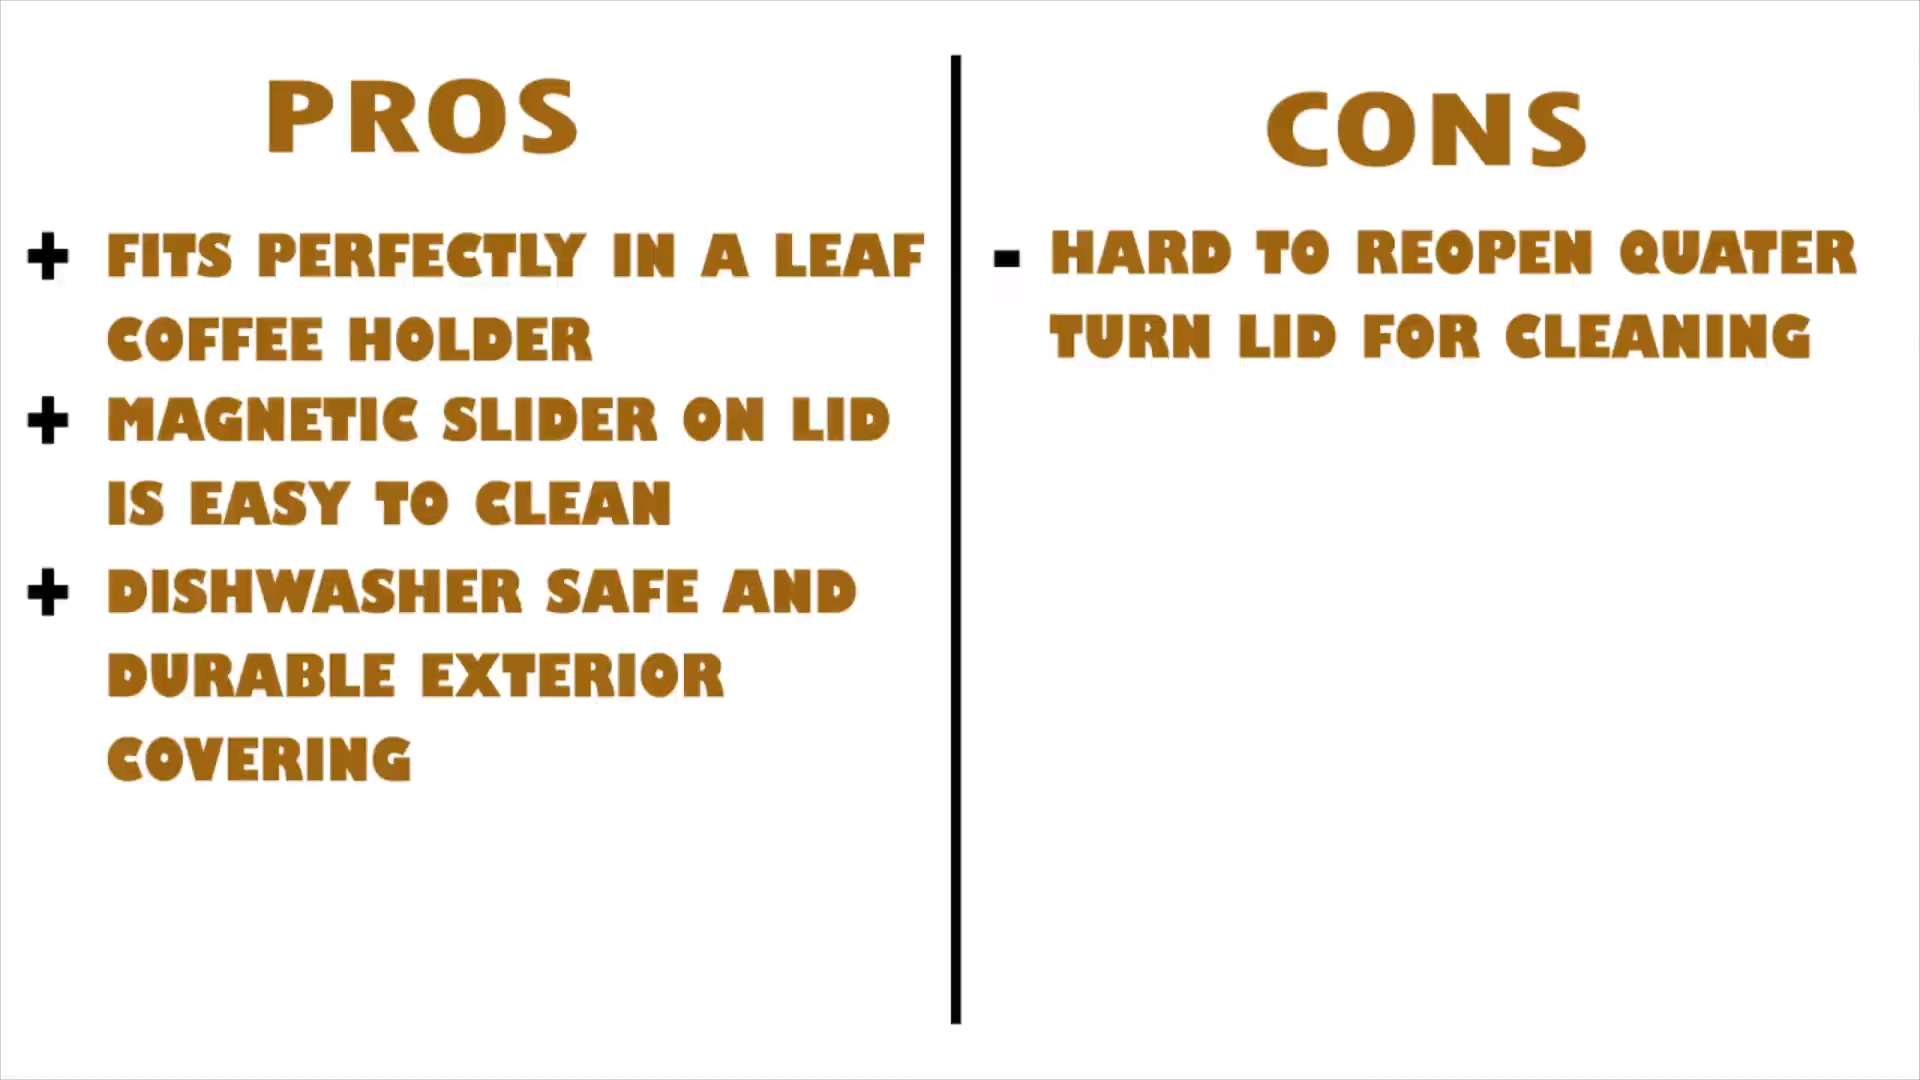 PROS
+ FITS PERFECTLY IN A LEAF
COFFEE HOLDER
+ MAGNETIC SLIDER ON LID
IS EASY TO CLEAN
+ DISHWASHER SAFE AND
DURABLE EXTERIOR
COVERING
CONS
- HARD TO REOPEN QUATER
TURN LID FOR CLEANING